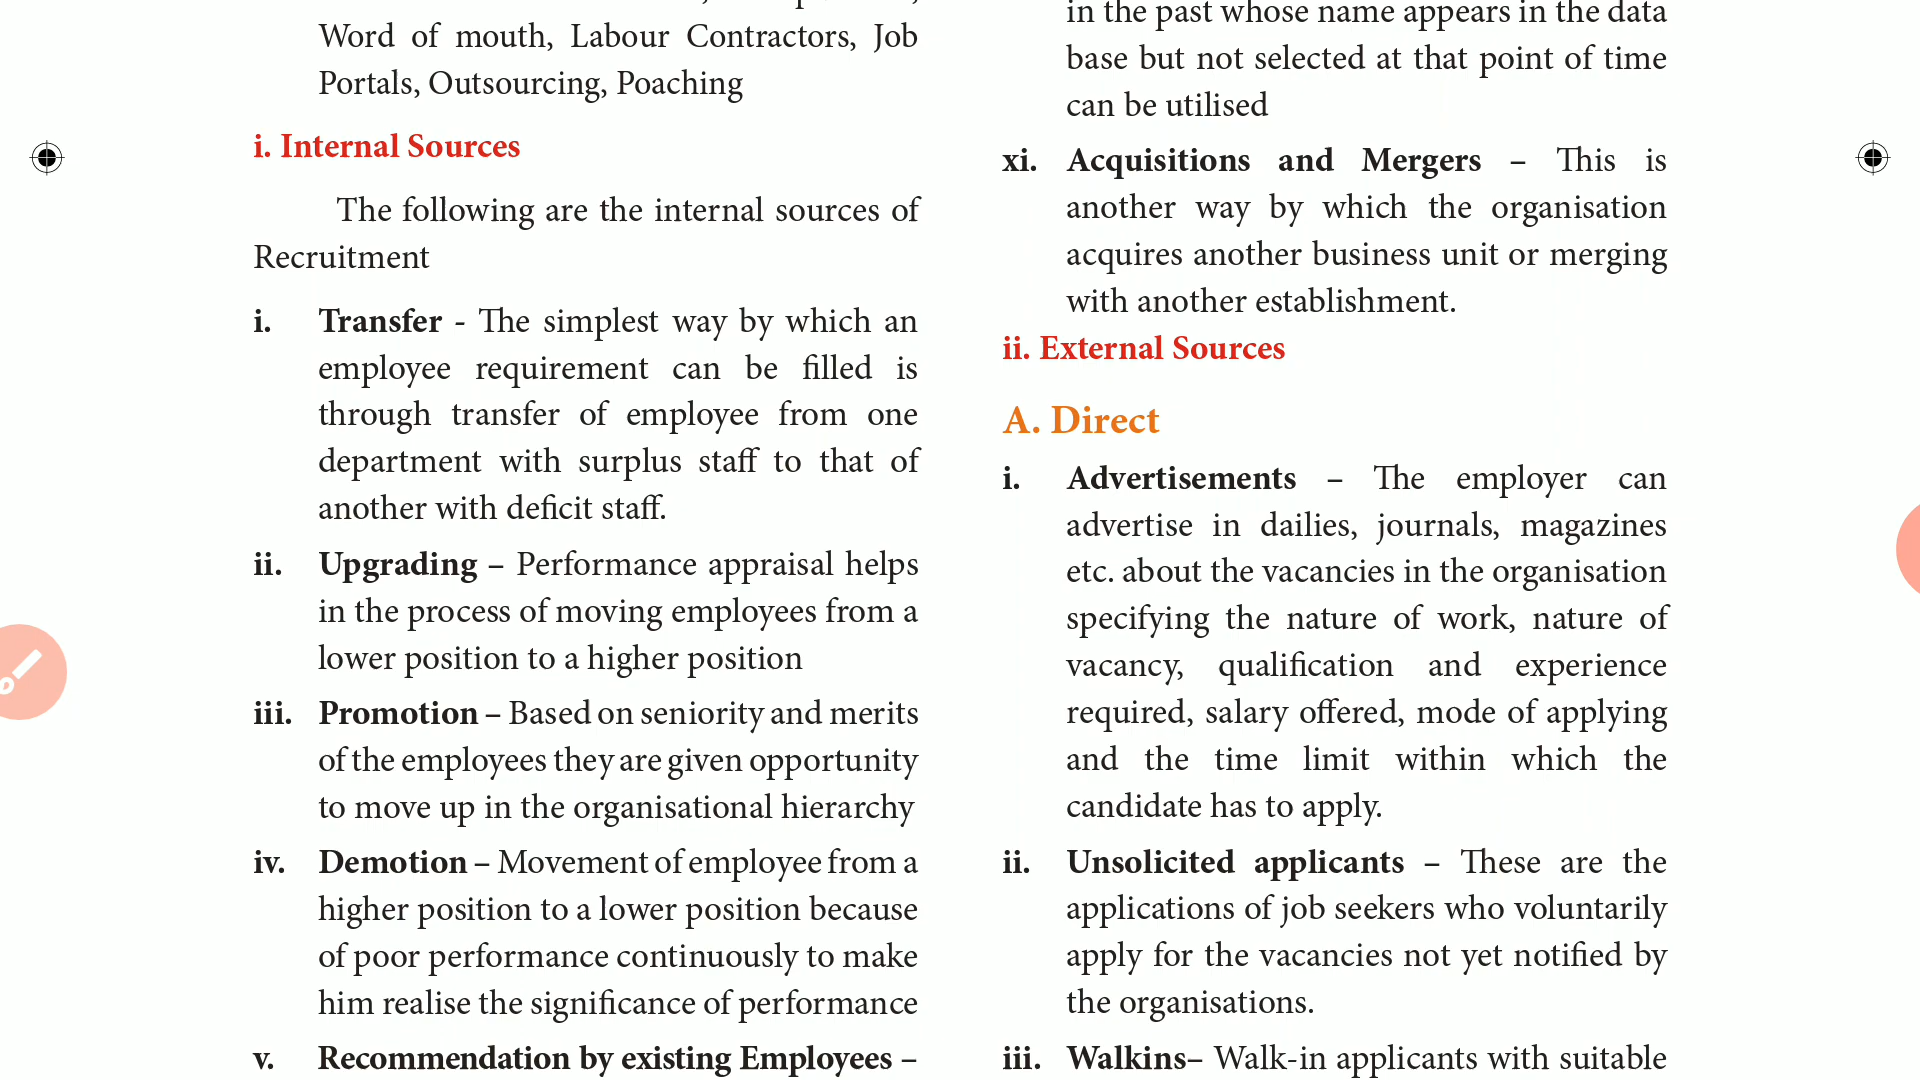 Word of mouth, Labour Contractors, Job
Portals, Outsourcing, Poaching
i. Internal Sources
The following are the internal sources of
Recruitment
i. Transfer - The simplest way by which an
employee requirement can be filled is
through transfer of employee from one
department with surplus staff to that of
another with deficit staff.
ii. Upgrading – Performance appraisal helps
in the process of moving employees from a
lower position to a higher position
iii. Promotion – Based on seniority and merits
of the employees they are given opportunity
to move up in the organisational hierarchy
iv. Demotion – Movement of employee from a
higher position to a lower position because
of poor performance continuously to make
him realise the significance of performance
v. Recommendation by existing Employees –
in the past whose name appears in the data
base but not selected at that point of time
can be utilised
xi. Acquisitions and Mergers – This is
another way by which the organisation
acquires another business unit or merging
with another establishment.
ii. External Sources
A. Direct
i. Advertisements – The employer can
advertise in dailies, journals, magazines
etc. about the vacancies in the organisation
specifying the nature of work, nature of
vacancy, qualification and experience
required, salary offered, mode of applying
and the time limit within which the
candidate has to apply.
ii. Unsolicited applicants – These are the
applications of job seekers who voluntarily
apply for the vacancies not yet notified by
the organisations.
iii. Walkins– Walk-in applicants with suitable